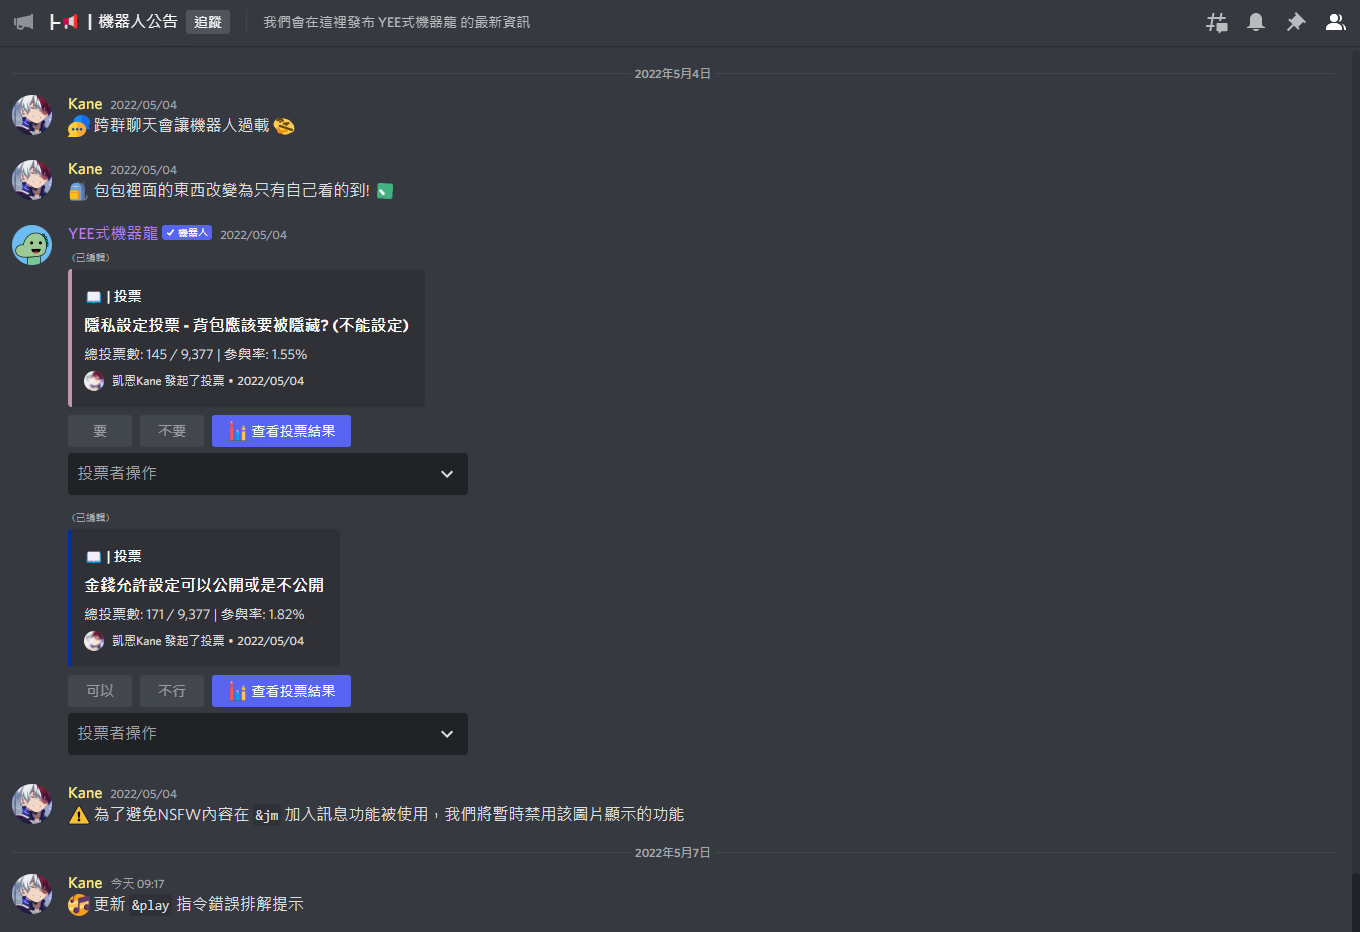 | 機器人公告 追蹤 我們會在這裡發布 YEE式機器龍 的最新資訊
2022年5月4日
Kane 2022/05/04
跨群聊天會讓機器人過載
Kane 2022/05/04
包包裡面的東西改變為只有自己看的到!
YEE式機器龍 機器人 2022/05/04
(已編輯)
| 投票
隱私設定投票 - 背包應該要被隱藏? (不能設定)
總投票數: 145 / 9,377 | 參與率: 1.55%
凱恩Kane 發起了投票 • 2022/05/04
要 不要 查看投票結果
投票者操作
(已編輯)
| 投票
金錢允許設定可以公開或是不公開
總投票數: 171 / 9,377 | 參與率: 1.82%
凱恩Kane 發起了投票 • 2022/05/04
可以 不行 查看投票結果
投票者操作
Kane 2022/05/04
為了避免NSFW內容在 &jm 加入訊息功能被使用，我們將暫時禁用該圖片顯示的功能
2022年5月7日
Kane 今天 09:17
更新 &play 指令錯誤排解提示